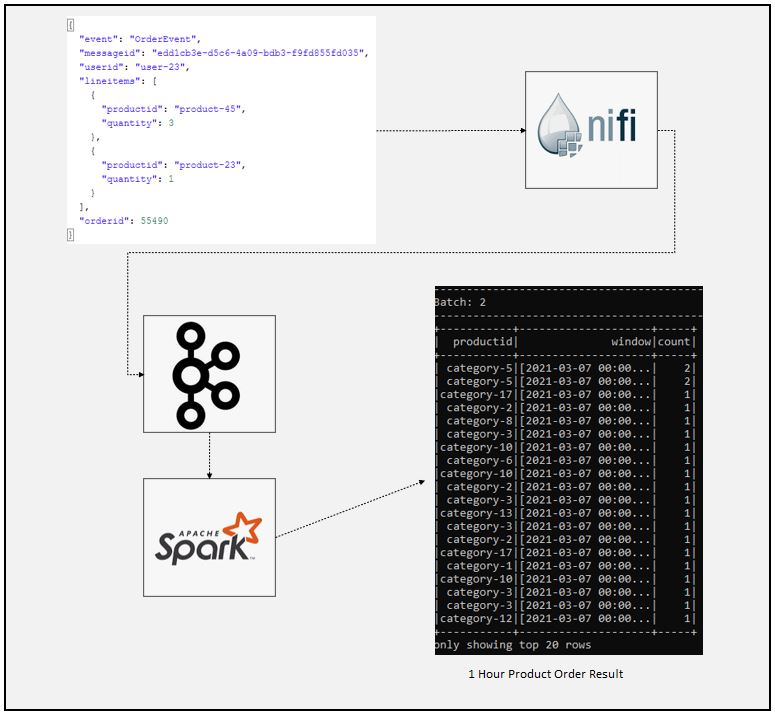 {
"event": "OrderEvent",
"messageid": "edd1cb3e-d5c6-4a09-bdb3-f9fd855fd035",
"userid": "user-23",
"lineitems": [
{
"productid": "product-45",
"quantity": 3
},
{
"productid": "product-23",
"quantity": 1
}
],
"orderid": 55490
}
nifi
APACHE
Spark™
Batch: 2
+-----------+--------------------+-----+
| productid| window|count|
+-----------+--------------------+-----+
| category-5|[2021-03-07 00:00...| 2|
| category-5|[2021-03-07 00:00...| 2|
|category-17|[2021-03-07 00:00...| 1|
| category-2|[2021-03-07 00:00...| 1|
| category-8|[2021-03-07 00:00...| 1|
| category-3|[2021-03-07 00:00...| 1|
|category-10|[2021-03-07 00:00...| 1|
| category-6|[2021-03-07 00:00...| 1|
|category-10|[2021-03-07 00:00...| 1|
| category-2|[2021-03-07 00:00...| 1|
| category-3|[2021-03-07 00:00...| 1|
|category-13|[2021-03-07 00:00...| 1|
| category-3|[2021-03-07 00:00...| 1|
| category-2|[2021-03-07 00:00...| 1|
|category-17|[2021-03-07 00:00...| 1|
| category-1|[2021-03-07 00:00...| 1|
|category-10|[2021-03-07 00:00...| 1|
| category-3|[2021-03-07 00:00...| 1|
| category-3|[2021-03-07 00:00...| 1|
|category-12|[2021-03-07 00:00...| 1|
+-----------+--------------------+-----+
only showing top 20 rows
1 Hour Product Order Result